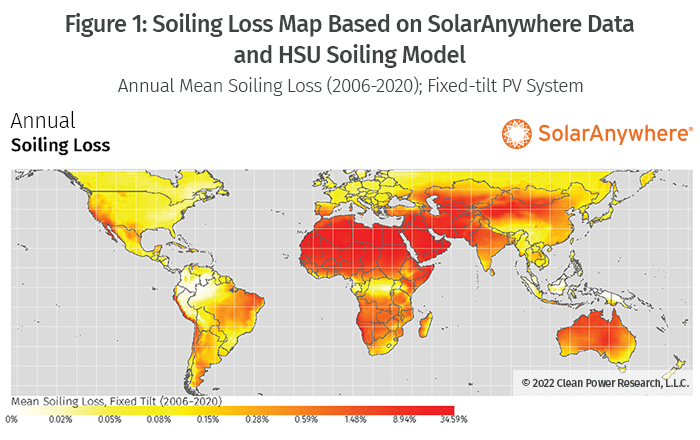 Figure 1: Soiling Loss Map Based on SolarAnywhere Data
and HSU Soiling Model
Annual Mean Soiling Loss (2006-2020); Fixed-tilt PV System
Annual
Soiling Loss
SolarAnywhere®
© 2022 Clean Power Research, L.L.C.
Mean Soiling Loss, Fixed Tilt (2006-2020)
0% 0.02% 0.05% 0.08% 0.15% 0.28% 0.59% 1.48% 8.94% 34.59%